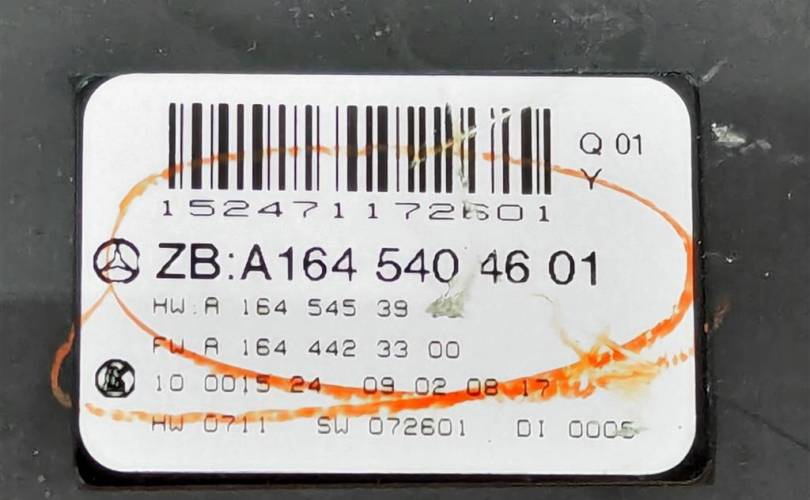 Q 01
Y
152471172601
ZB:A164 540 46 01
HW:A 164 545 39
FW A 164 442 33 00
10 0015 24 09 02 08 17
HW 0711 SW 072601 DI 0005